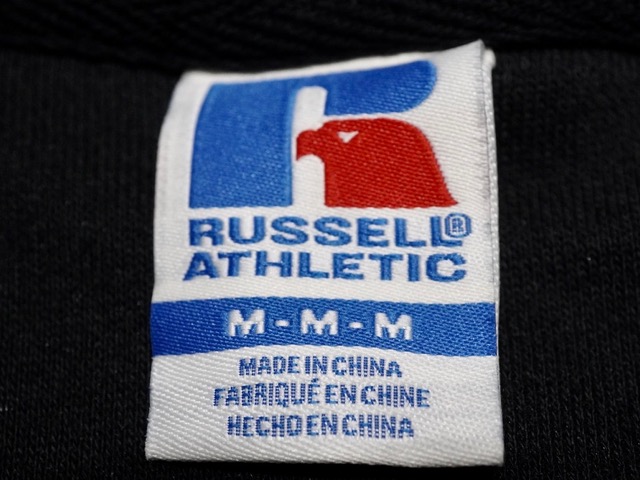 RUSSELL®
ATHLETIC
M-M-M
MADE IN CHINA
FABRIQUÉ EN CHINE
HECHO EN CHINA